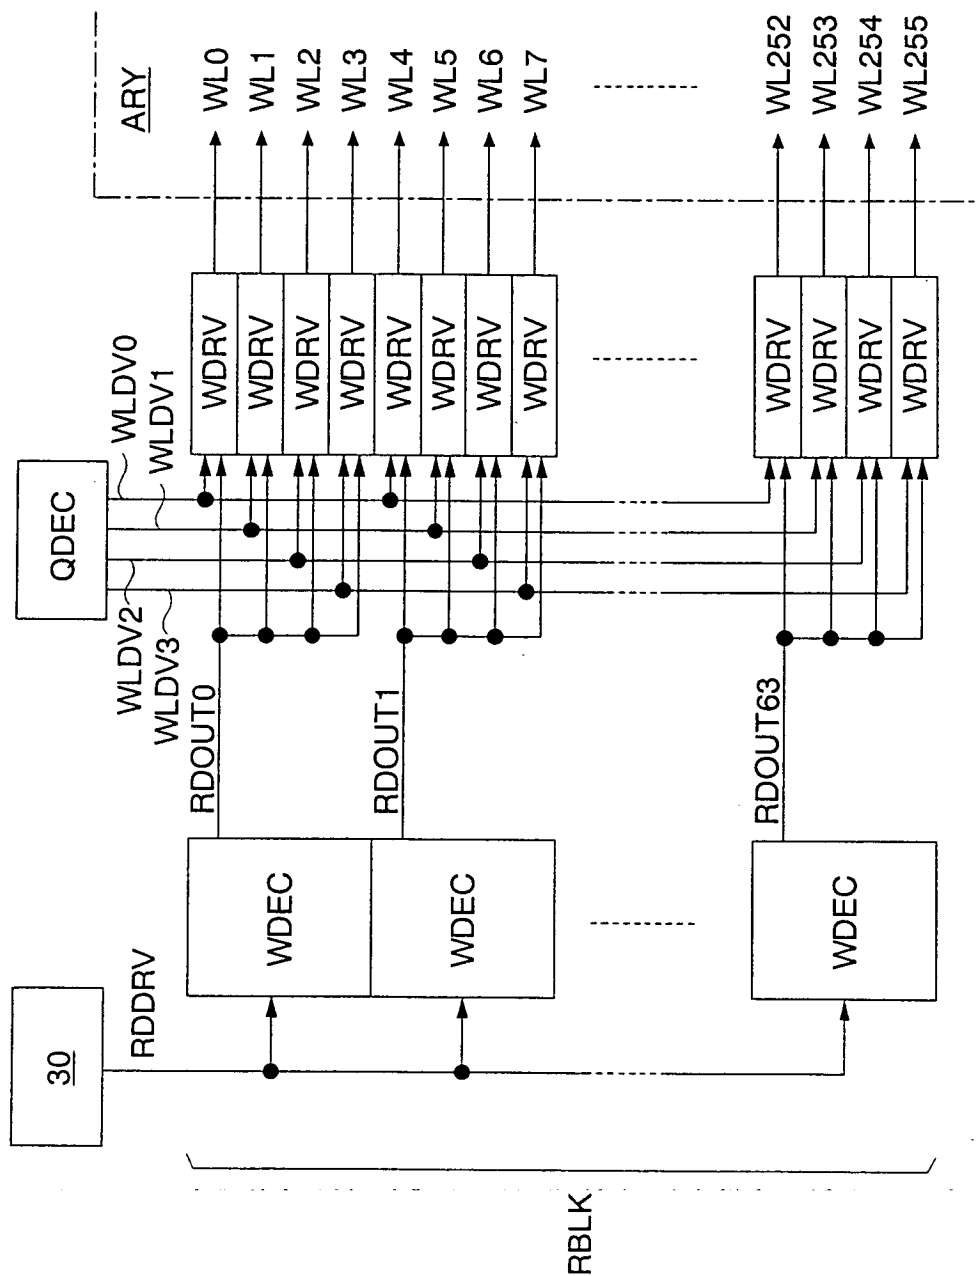 ARY
WL0
WL1
WL2
WL3
WL4
WL5
WL6
WL7
WL252
WL253
WL254
WL255
WDRV
WDRV
WDRV
WDRV
WDRV
WDRV
WDRV
WDRV
WDRV
WDRV
WDRV
WDRV
QDEC
WLDV0
WLDV1
WLDV2
WLDV3
RDOUT0
RDOUT1
RDOUT63
WDEC
WDEC
WDEC
30
RDDRV
RBLK